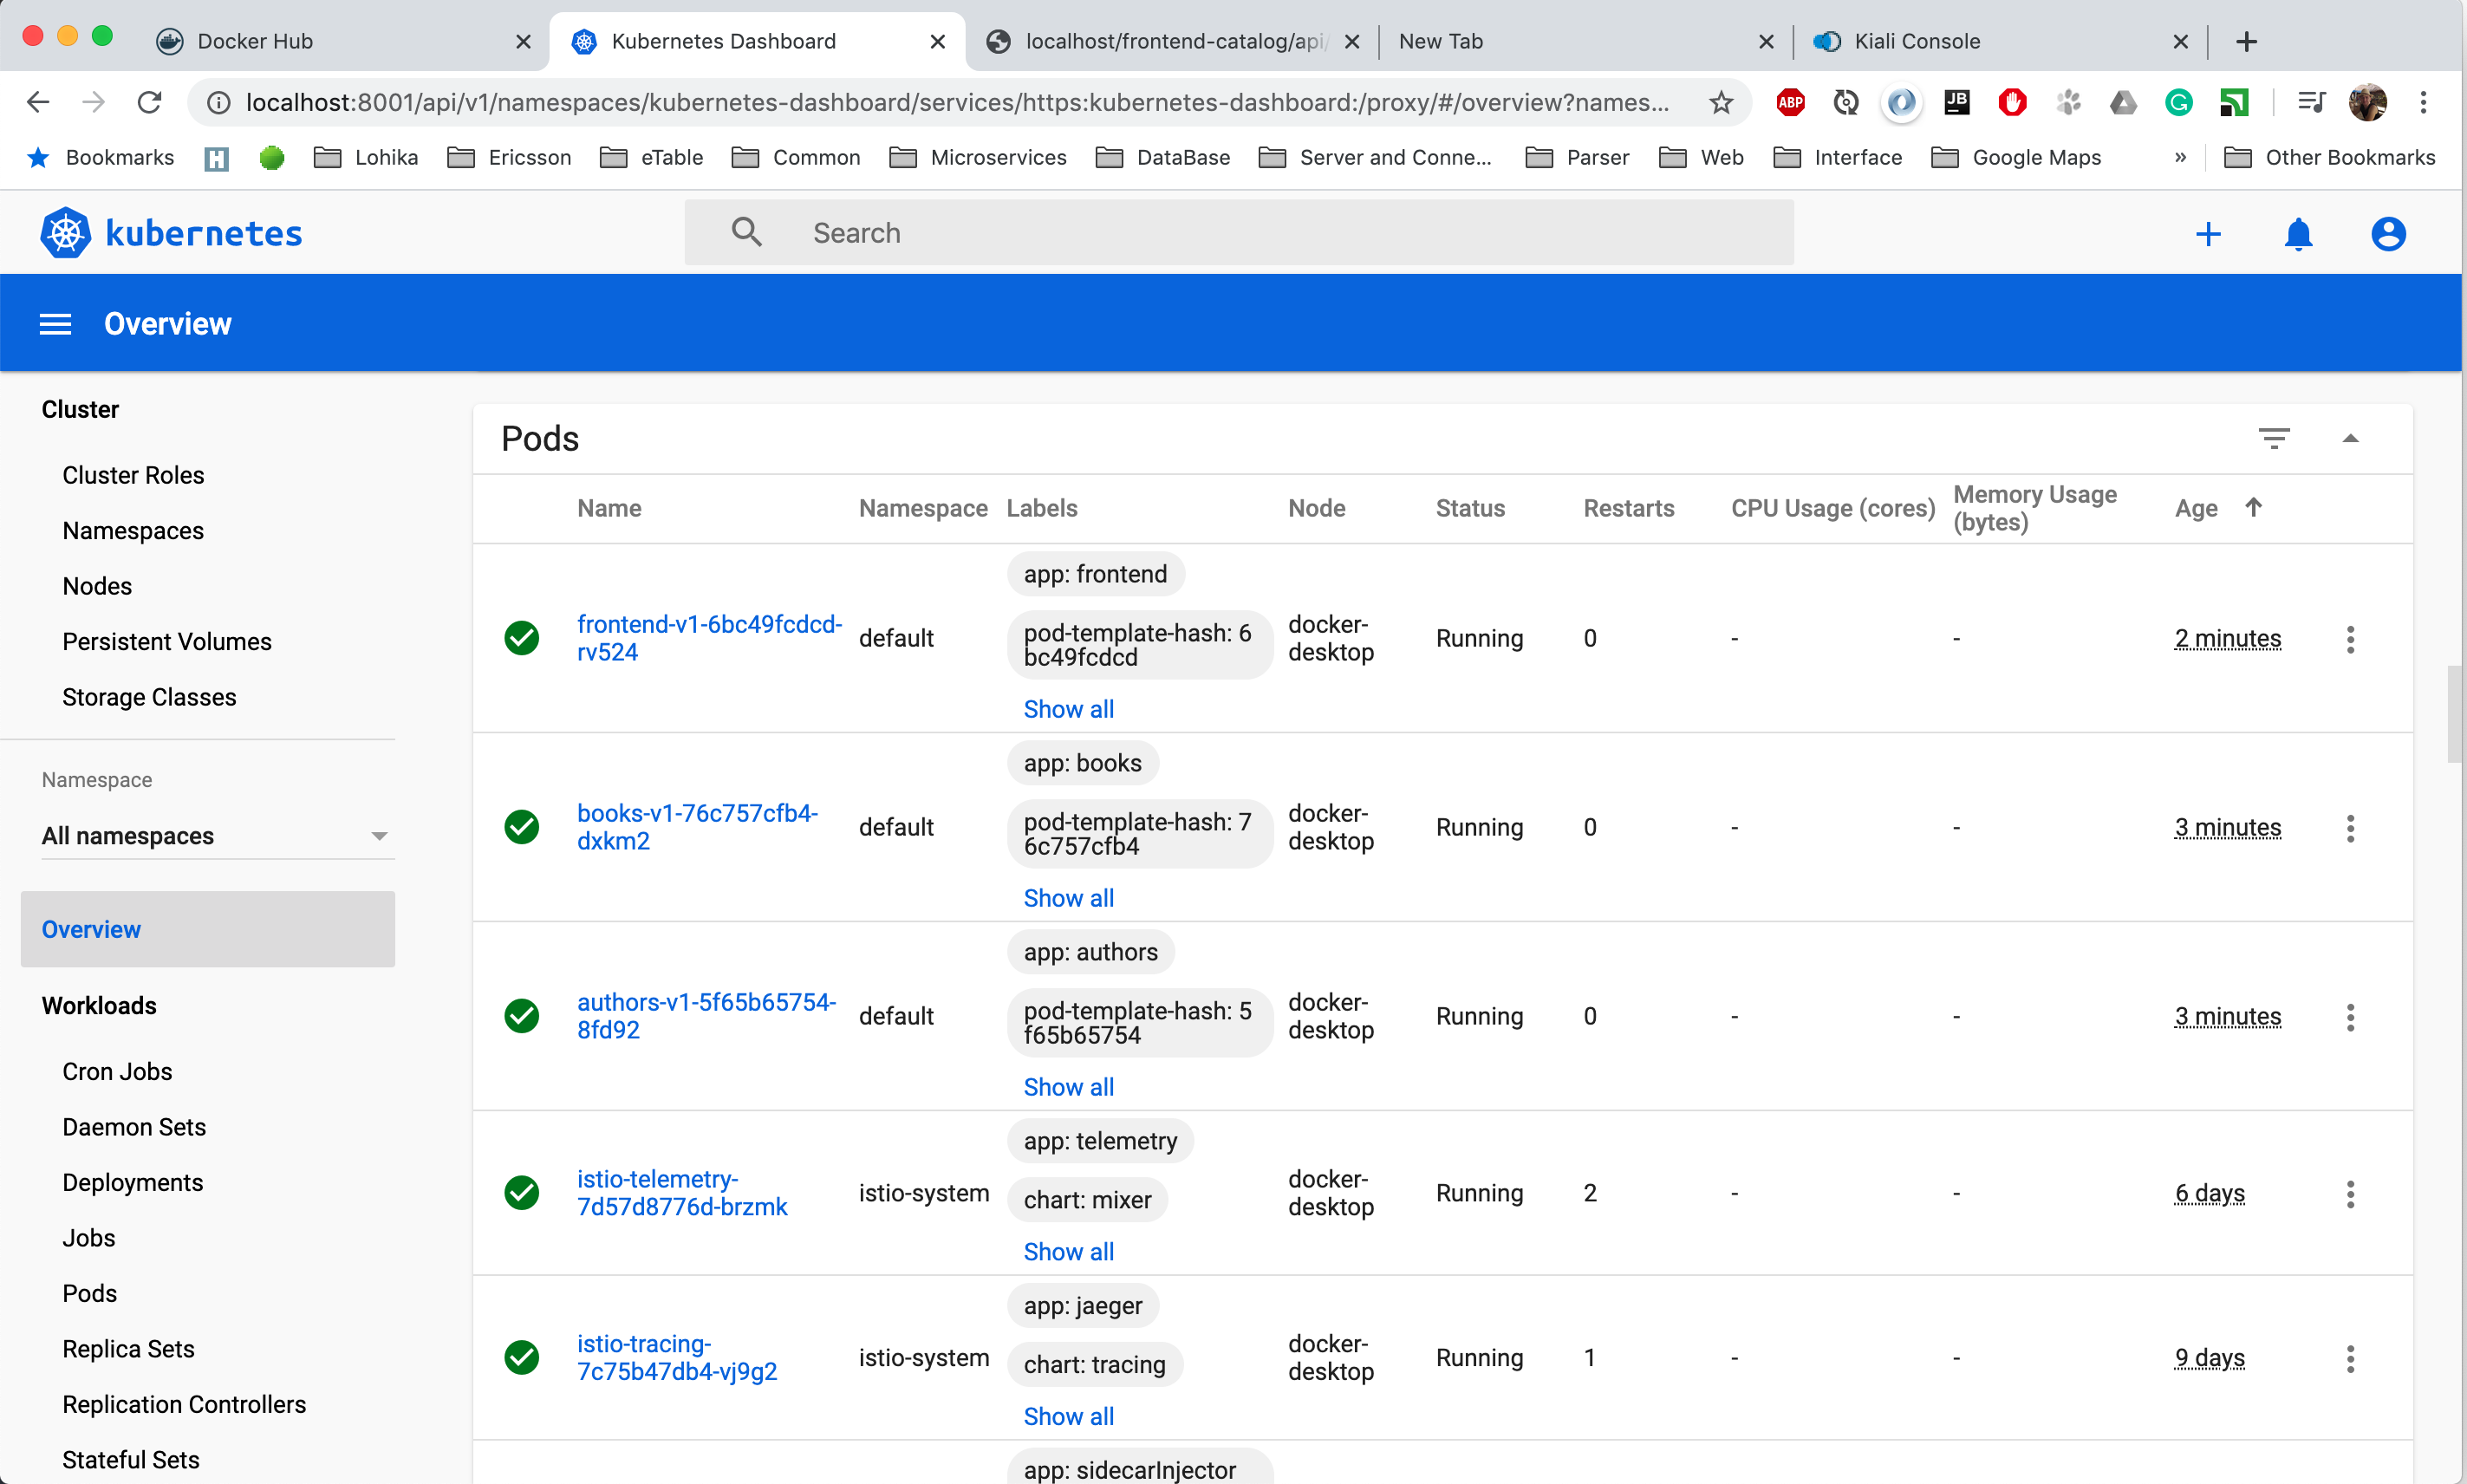 Docker Hub
Kubernetes Dashboard
localhost/frontend-catalog/api/
New Tab
Kiali Console
localhost:8001/api/v1/namespaces/kubernetes-dashboard/services/https:kubernetes-dashboard:/proxy/#/overview?names...
ABP
JB
G
Bookmarks
H
Lohika
Ericsson
eTable
Common
Microservices
DataBase
Server and Conne...
Parser
Web
Interface
Google Maps
»
Other Bookmarks
kubernetes
Search
Overview
Cluster
Cluster Roles
Namespaces
Nodes
Persistent Volumes
Storage Classes
Namespace
All namespaces
Overview
Workloads
Cron Jobs
Daemon Sets
Deployments
Jobs
Pods
Replica Sets
Replication Controllers
Stateful Sets
Pods
Name
Namespace
Labels
Node
Status
Restarts
CPU Usage (cores)
Memory Usage
(bytes)
Age
frontend-v1-6bc49fcdcd-
rv524
default
app: frontend
pod-template-hash: 6
bc49fcdcd
Show all
docker-
desktop
Running
0
-
-
2 minutes
books-v1-76c757cfb4-
dxkm2
default
app: books
pod-template-hash: 7
6c757cfb4
Show all
docker-
desktop
Running
0
-
-
3 minutes
authors-v1-5f65b65754-
8fd92
default
app: authors
pod-template-hash: 5
f65b65754
Show all
docker-
desktop
Running
0
-
-
3 minutes
istio-telemetry-
7d57d8776d-brzmk
istio-system
app: telemetry
chart: mixer
Show all
docker-
desktop
Running
2
-
-
6 days
istio-tracing-
7c75b47db4-vj9g2
istio-system
app: jaeger
chart: tracing
Show all
docker-
desktop
Running
1
-
-
9 days
app: sidecarInjector